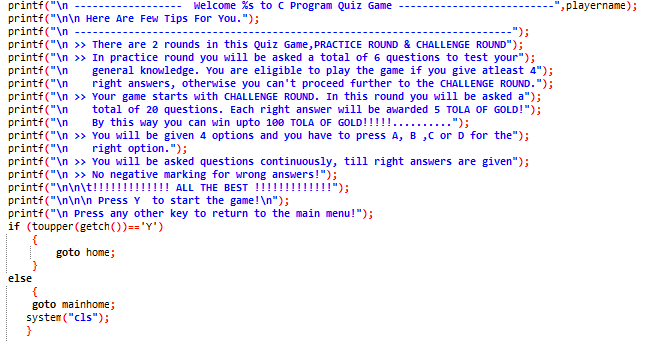 printf("\n ------------------  Welcome %s to C Program Quiz Game --------------------------",playername);
printf("\n\n Here Are Few Tips For You.");
printf("\n -------------------------------------------------------------------------");
printf("\n >> There are 2 rounds in this Quiz Game,PRACTICE ROUND & CHALLENGE ROUND");
printf("\n >> In practice round you will be asked a total of 6 questions to test your");
printf("\n    general knowledge. You are eligible to play the game if you give atleast 4");
printf("\n    right answers, otherwise you can't proceed further to the CHALLENGE ROUND.");
printf("\n >> Your game starts with CHALLENGE ROUND. In this round you will be asked a");
printf("\n    total of 20 questions. Each right answer will be awarded 5 TOLA OF GOLD!");
printf("\n    By this way you can win upto 100 TOLA OF GOLD!!!!!..........");
printf("\n >> You will be given 4 options and you have to press A, B ,C or D for the");
printf("\n    right option.");
printf("\n >> You will be asked questions continuously, till right answers are given");
printf("\n >> No negative marking for wrong answers!");
printf("\n\n\t!!!!!!!!!!!!! ALL THE BEST !!!!!!!!!!!!!");
printf("\n\n\n Press Y  to start the game!\n");
printf("\n Press any other key to return to the main menu!");
if (toupper(getch())=='Y')
{
goto home;
}
else
{
goto mainhome;
system("cls");
}